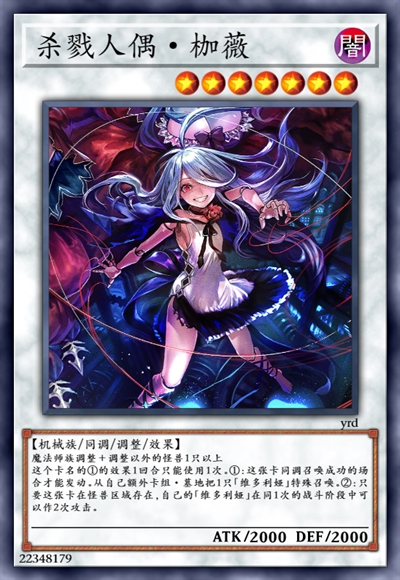 杀戮人偶・枷薇
闇
yrd
【机械族/同调/调整/效果】
魔法师族调整＋调整以外的怪兽1只以上
这个卡名的①的效果1回合只能使用1次。①:这张卡同调召唤成功的场
合才能发动。从自己额外卡组・墓地把1只「维多利娅」特殊召唤。②:只
要这张卡在怪兽区域存在,自己的「维多利娅」在同1次的战斗阶段中可
以作2次攻击。
ATK/2000 DEF/2000
22348179